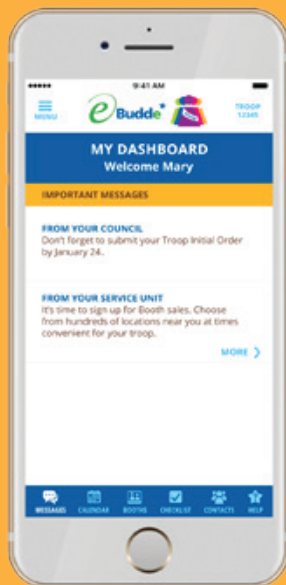 9:41 AM
MENU
eBudde
TROOP
12345
MY DASHBOARD
Welcome Mary
IMPORTANT MESSAGES
FROM YOUR COUNCIL
Don't forget to submit your Troop Initial Order
by January 24.
FROM YOUR SERVICE UNIT
It's time to sign up for Booth sales. Choose
from hundreds of locations near you at times
convenient for your troop.
MORE >
MESSAGES CALENDAR BOOTHS CHECKLIST CONTACTS HELP